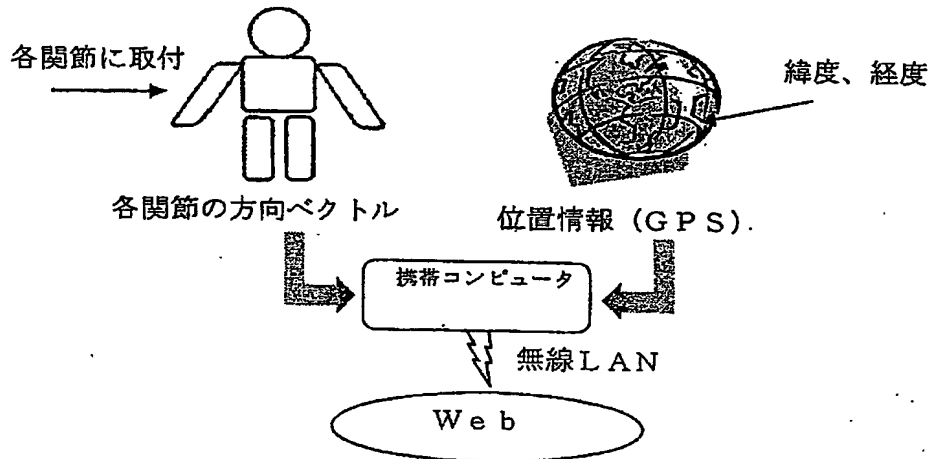 各関節に取付
緯度、経度
各関節の方向ベクトル
位置情報（ＧＰＳ）
携帯コンピュータ
無線ＬＡＮ
Ｗｅｂ